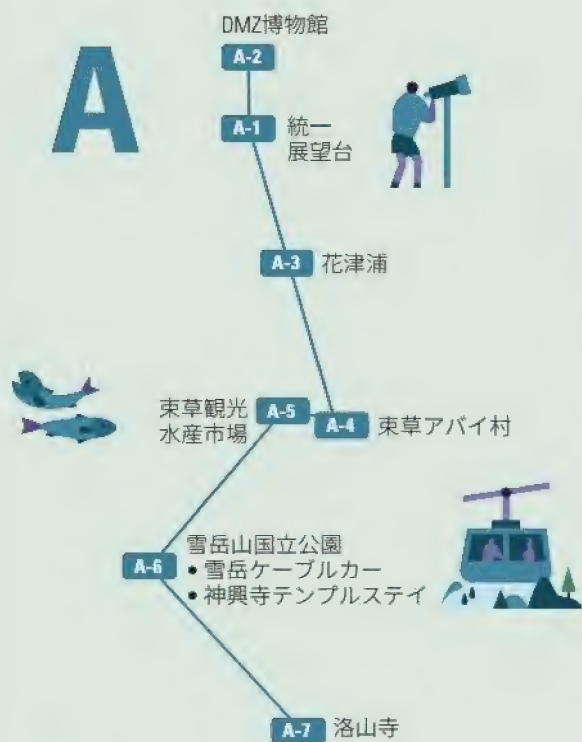 A
DMZ博物館
A-2
A-1
統一
展望台
A-3
花津浦
束草観光
水産市場
A-5
A-4
束草アバイ村
A-6
雪岳山国立公園
• 雪岳ケーブルカー
• 神興寺テンプルステイ
A-7
洛山寺